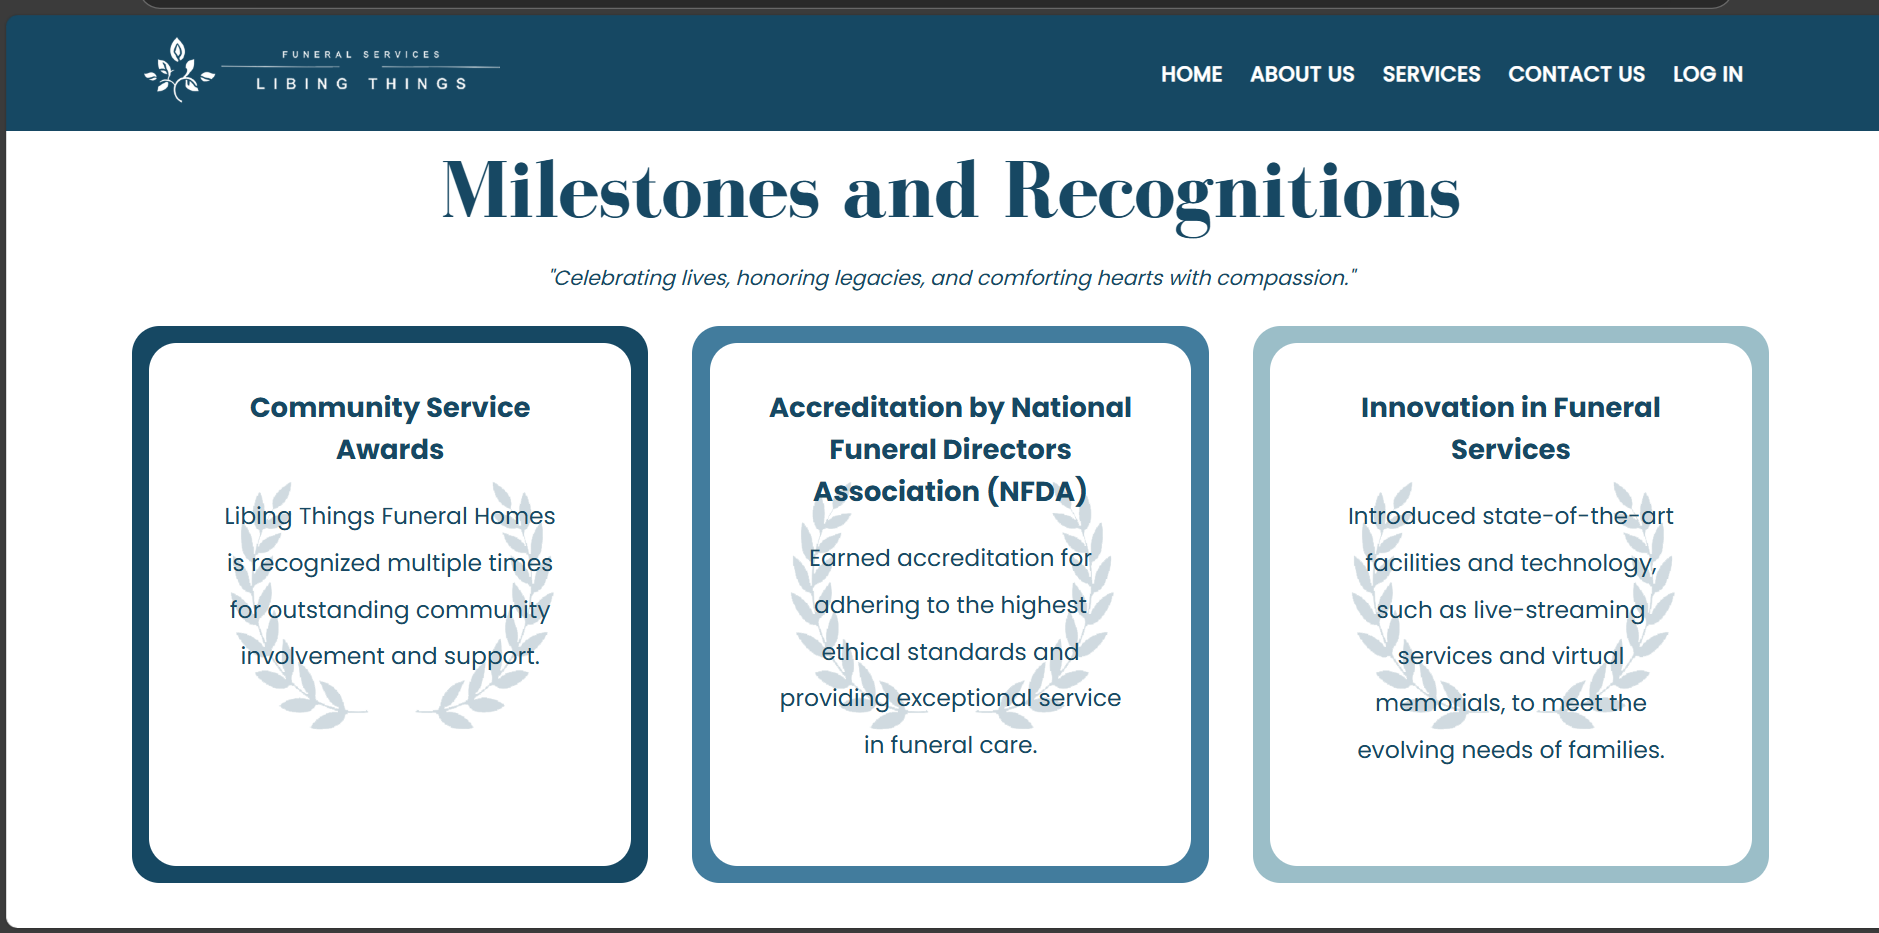 FUNERAL SERVICES
LIBING THINGS
HOME ABOUT US SERVICES CONTACT US LOG IN
Milestones and Recognitions
"Celebrating lives, honoring legacies, and comforting hearts with compassion."
Community Service
Awards
Libing Things Funeral Homes
is recognized multiple times
for outstanding community
involvement and support.
Accreditation by National
Funeral Directors
Association (NFDA)
Earned accreditation for
adhering to the highest
ethical standards and
providing exceptional service
in funeral care.
Innovation in Funeral
Services
Introduced state-of-the-art
facilities and technology,
such as live-streaming
services and virtual
memorials, to meet the
evolving needs of families.